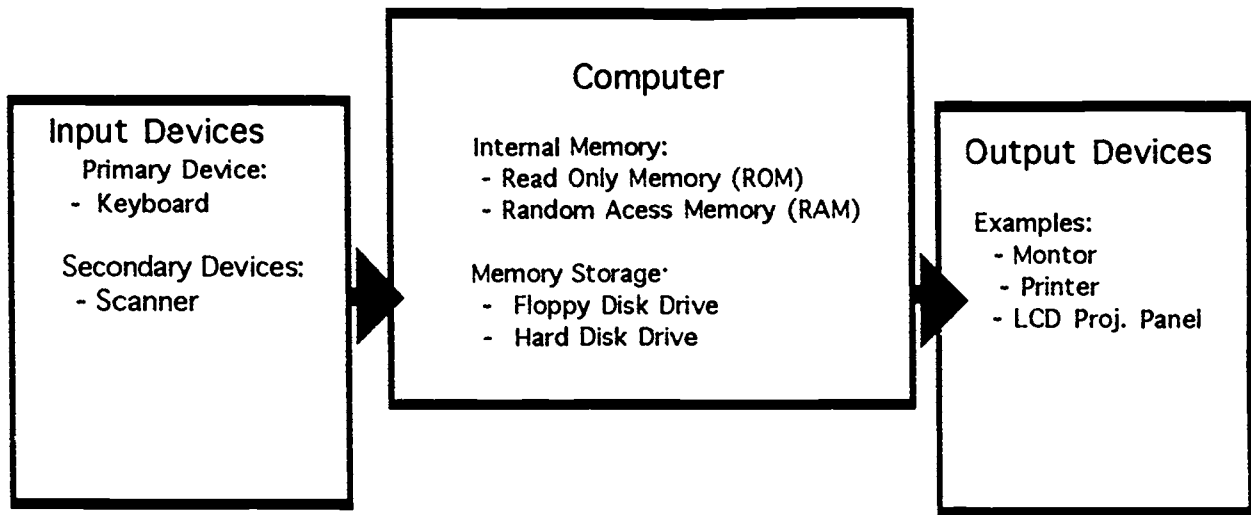 Input Devices
Primary Device:
- Keyboard
Secondary Devices:
- Scanner
Computer
Internal Memory:
- Read Only Memory (ROM)
- Random Acess Memory (RAM)
Memory Storage:
- Floppy Disk Drive
- Hard Disk Drive
Output Devices
Examples:
- Montor
- Printer
- LCD Proj. Panel